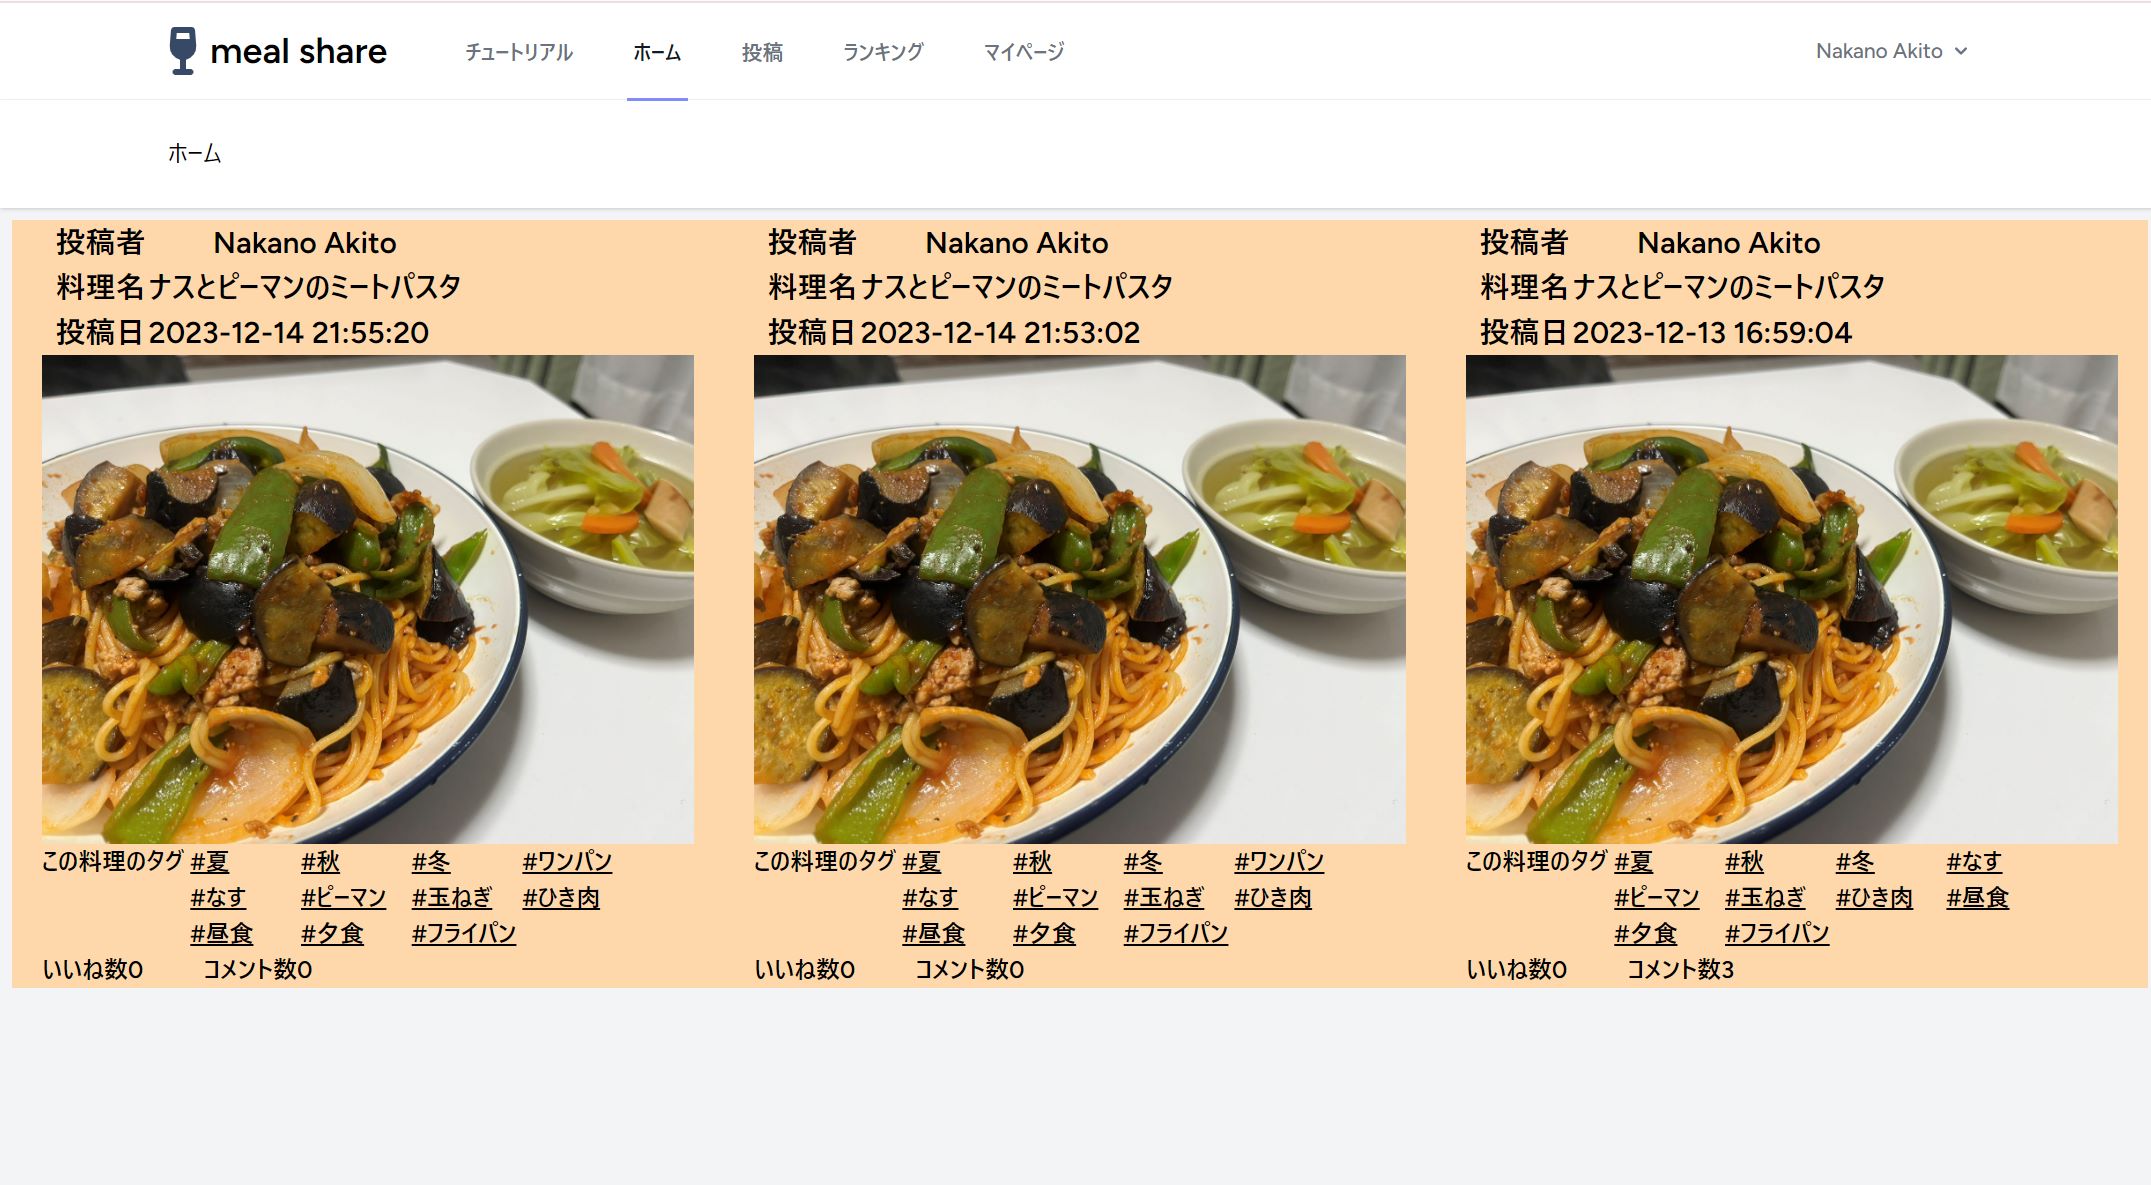 meal share
チュートリアル
ホーム
投稿
ランキング
マイページ
Nakano Akito
ホーム
投稿者 Nakano Akito
料理名 ナスとピーマンのミートパスタ
投稿日 2023-12-14 21:55:20
この料理のタグ #夏 #秋 #冬 #ワンパン
#なす #ピーマン #玉ねぎ #ひき肉
#昼食 #夕食 #フライパン
いいね数0 コメント数0
投稿者 Nakano Akito
料理名 ナスとピーマンのミートパスタ
投稿日 2023-12-14 21:53:02
この料理のタグ #夏 #秋 #冬 #ワンパン
#なす #ピーマン #玉ねぎ #ひき肉
#昼食 #夕食 #フライパン
いいね数0 コメント数0
投稿者 Nakano Akito
料理名 ナスとピーマンのミートパスタ
投稿日 2023-12-13 16:59:04
この料理のタグ #夏 #秋 #冬 #なす
#ピーマン #玉ねぎ #ひき肉 #昼食
#夕食 #フライパン
いいね数0 コメント数3